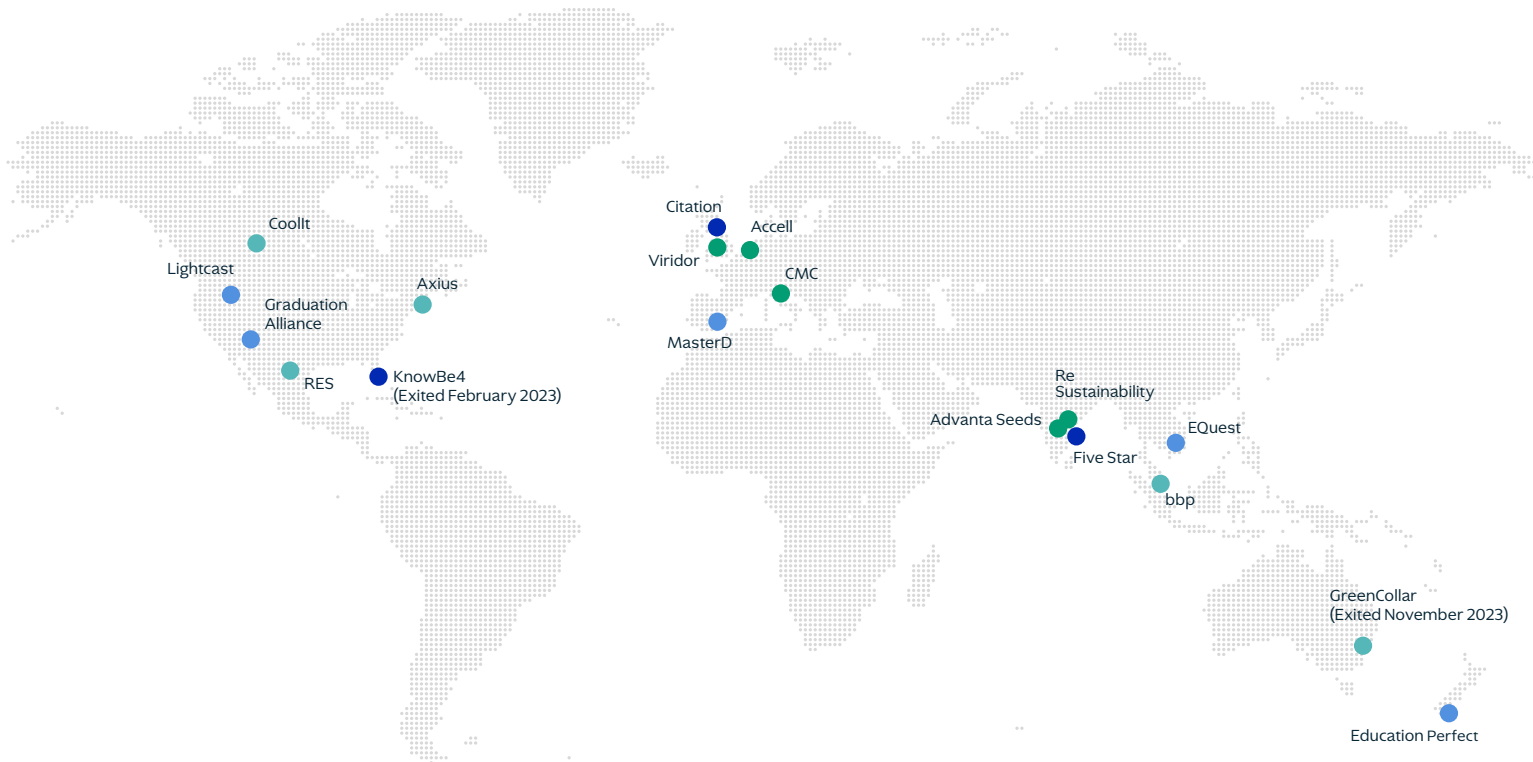 CoolIt
Lightcast
Graduation
Alliance
Axius
RES
KnowBe4
(Exited February 2023)
Citation
Accell
Viridor
CMC
MasterD
Re
Sustainability
Advanta Seeds
Five Star
EQuest
bbp
GreenCollar
(Exited November 2023)
Education Perfect